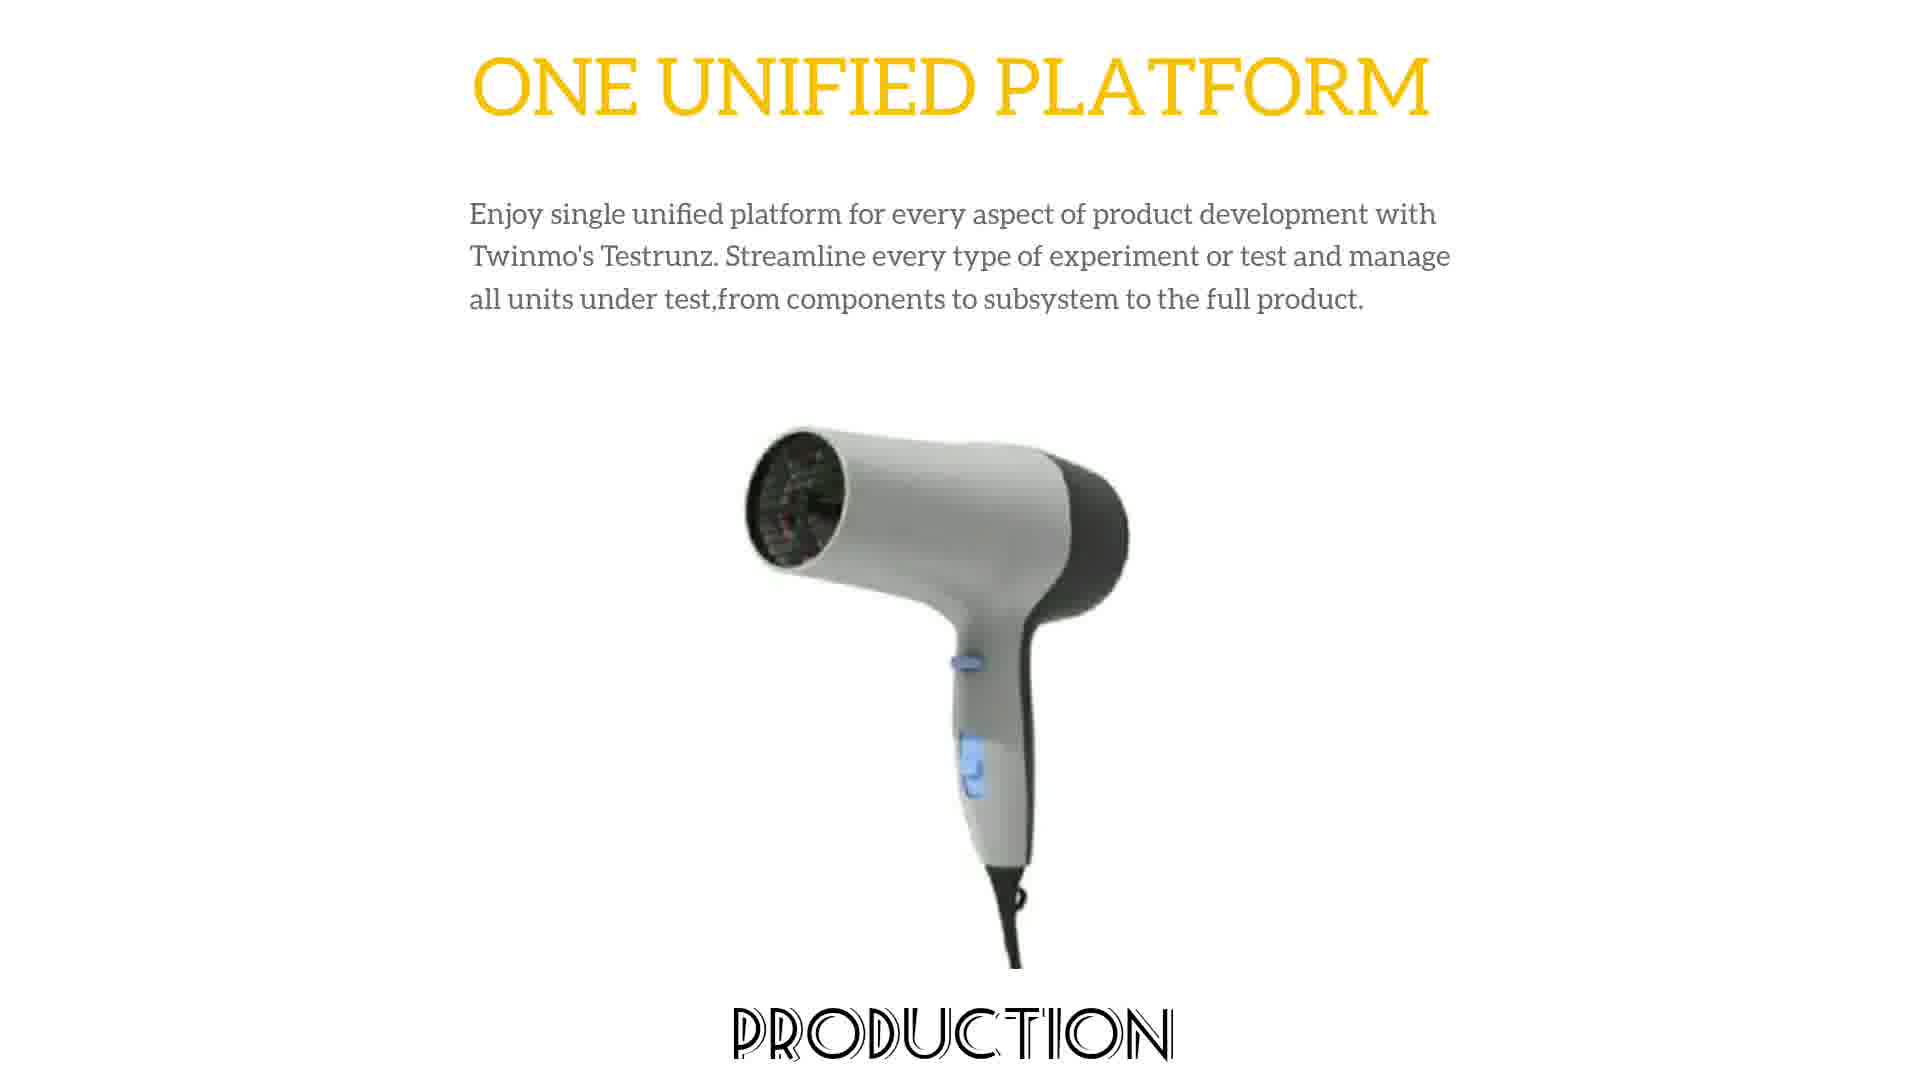 ONE UNIFIED PLATFORM
Enjoy single unified platform for every aspect of product development with
Twinmo's Testrunz. Streamline every type of experiment or test and manage
all units under test,from components to subsystem to the full product.
PRODUCTION